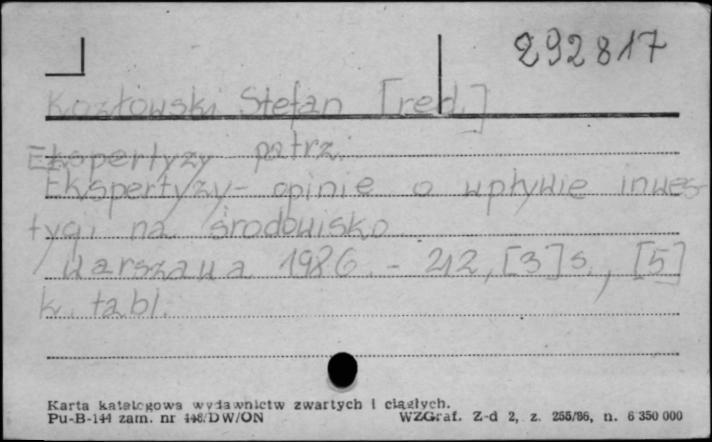 292817
Kozłowski Stefan [red.]
Ekspertyzy patrz.
Ekspertyzy - opinie o wpływie inwes-
tycji na środowisko
Warszawa 1986. - 212, [3] s., [5]
k. tabl.
Karta katalogowa wydawnictw zwartych i ciągłych.
Pu-B-144 zam. nr 448/DW/ON WZGraf. Z-d 2, z. 255/86, n. 6 350 000